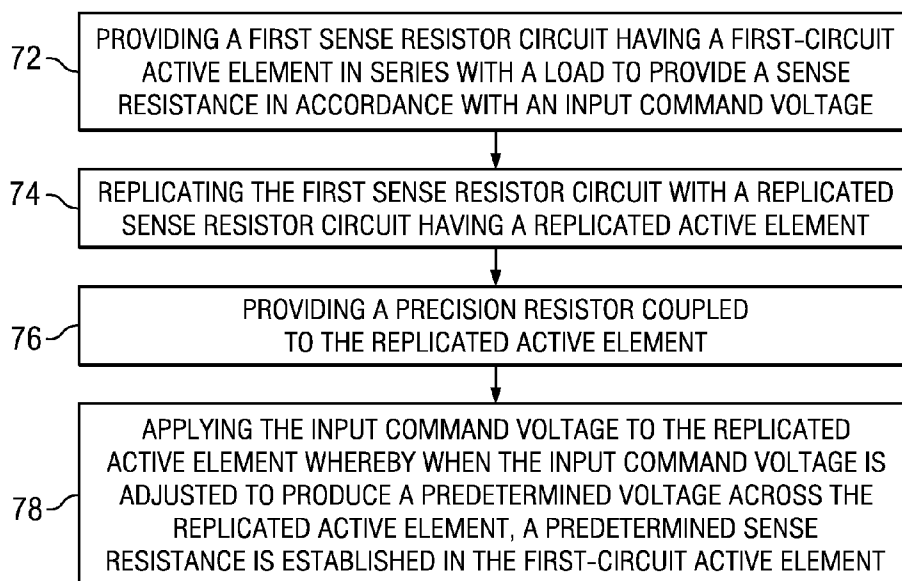 72
PROVIDING A FIRST SENSE RESISTOR CIRCUIT HAVING A FIRST-CIRCUIT
ACTIVE ELEMENT IN SERIES WITH A LOAD TO PROVIDE A SENSE
RESISTANCE IN ACCORDANCE WITH AN INPUT COMMAND VOLTAGE
74
REPLICATING THE FIRST SENSE RESISTOR CIRCUIT WITH A REPLICATED
SENSE RESISTOR CIRCUIT HAVING A REPLICATED ACTIVE ELEMENT
76
PROVIDING A PRECISION RESISTOR COUPLED
TO THE REPLICATED ACTIVE ELEMENT
78
APPLYING THE INPUT COMMAND VOLTAGE TO THE REPLICATED
ACTIVE ELEMENT WHEREBY WHEN THE INPUT COMMAND VOLTAGE IS
ADJUSTED TO PRODUCE A PREDETERMINED VOLTAGE ACROSS THE
REPLICATED ACTIVE ELEMENT, A PREDETERMINED SENSE
RESISTANCE IS ESTABLISHED IN THE FIRST-CIRCUIT ACTIVE ELEMENT